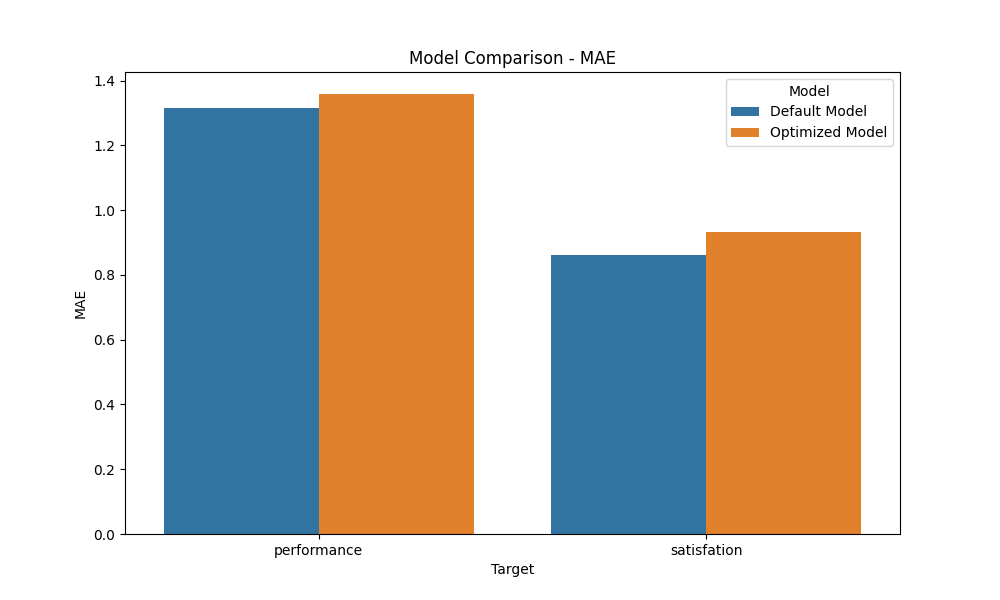 Model Comparison - MAE
1.4
1.2
1.0
0.8
0.6
0.4
0.2
0.0
MAE
Model
Default Model
Optimized Model
performance
satisfation
Target